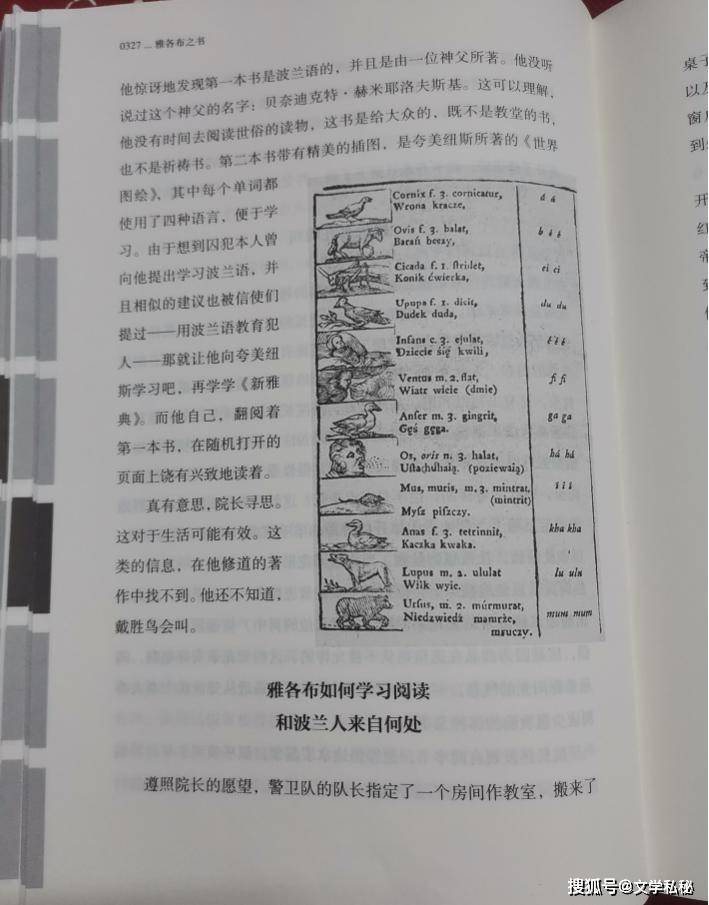 0327 ... 雅各布之书
他惊讶地发现第一本书是波兰语的，并且是由一位神父所著。他没听
说过这个神父的名字：贝奈迪克特·赫米耶洛夫斯基。这可以理解，
他没有时间去阅读世俗的读物，这书是给大众的，既不是教堂的书，
也不是祈祷书。第二本书带有精美的插图，是夸美纽斯所著的《世界
图绘》，其中每个单词都
使用了四种语言，便于学
习。由于想到囚犯本人曾
向他提出学习波兰语，并
且相似的建议也被信使们
提过——用波兰语教育犯
人——那就让他向夸美纽
斯学习吧，再学学《新雅
典》。而他自己，翻阅着
第一本书，在随机打开的
页面上饶有兴致地读着。
真有意思，院长寻思。
这对于生活可能有效。这
类的信息，在他修道的著
作中找不到。他还不知道，
戴胜鸟会叫。
Cornix f. 3. cornicatur,
Wrona kracze,
á á
Ovis f. 3. balat,
Baran beczy,
b é é
Cicada f. 1. stridet,
Konik ćwierka,
ci ci
Upupa f. 1. dicit,
Dudek duda,
du du
Infans c. 3. ejulat,
Dziecię się kwili,
é é é
Ventus m. 2. flat,
Wiatr wieie (dmie)
fi fi
Anser m. 3. gingrit,
Gęś gęga.
ga ga
Os, oris n. 3. halat,
(poziewaią)
há há
Mus, muris, m. 3. mintrat,
(mintrit)
Mysz piszczy.
í í í
Anas f. 3. tetrinnit,
Kaczka kwaka.
kha kha
Lupus m. 2. ululat
Wilk wyie.
lu ulu
Ursus, m. 2. múrmurat,
Niedzwiedź mamrże,
mruczy.
mum mum
雅各布如何学习阅读
和波兰人来自何处
遵照院长的愿望，警卫队的队长指定了一个房间作教室，搬来了
桌子
以及
窗
到
开
红
帝
到
搜狐号@文学私秘